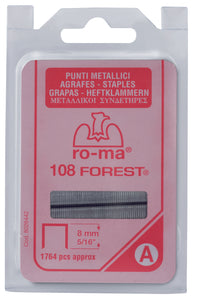 PUNTI METALLICI
AGRAFES - STAPLES
GRAPAS - HEFTKLAMMERN
ΜΕΤΑΛΛΙΚΟΙ ΣΥΝΔΕΤΗΡΕΣ
ro-ma®
108 FOREST®
8 mm
5/16"
A
1764 pcs approx